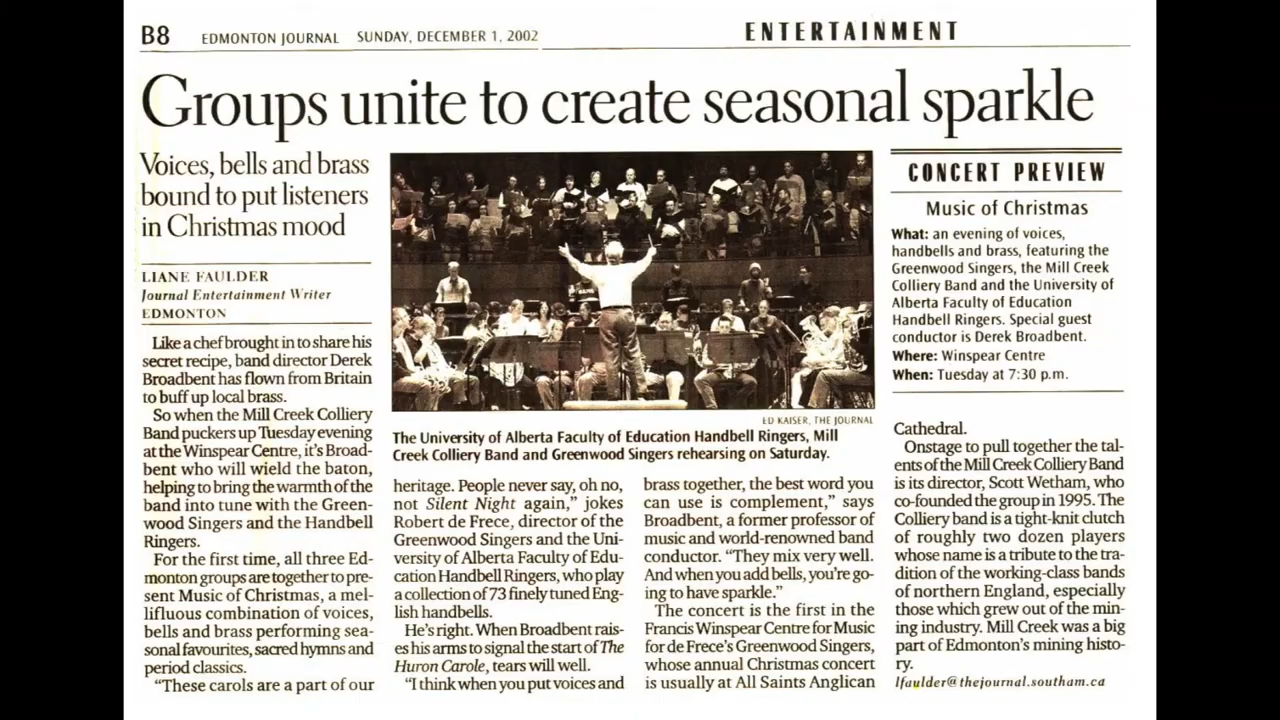 B8 EDMONTON JOURNAL SUNDAY, DECEMBER 1, 2002 ENTERTAINMENT
Groups unite to create seasonal sparkle
Voices, bells and brass
bound to put listeners
in Christmas mood
LIANE FAULDER
Journal Entertainment Writer
EDMONTON
Like a chef brought in to share his
secret recipe, band director Derek
Broadbent has flown from Britain
to buff up local brass.
So when the Mill Creek Colliery
Band puckers up Tuesday evening
at the Winspear Centre, it's Broad-
bent who will wield the baton,
helping to bring the warmth of the
band into tune with the Green-
wood Singers and the Handbell
Ringers.
For the first time, all three Ed-
monton groups are together to pre-
sent Music of Christmas, a mel-
lifluous combination of voices,
bells and brass performing sea-
sonal favourites, sacred hymns and
period classics.
"These carols are a part of our
ED KAISER, THE JOURNAL
The University of Alberta Faculty of Education Handbell Ringers, Mill
Creek Colliery Band and Greenwood Singers rehearsing on Saturday.
heritage. People never say, oh no,
not Silent Night again," jokes
Robert de Frece, director of the
Greenwood Singers and the Uni-
versity of Alberta Faculty of Edu-
cation Handbell Ringers, who play
a collection of 73 finely tuned Eng-
lish handbells.
He's right. When Broadbent rais-
es his arms to signal the start of The
Huron Carole, tears will well.
"I think when you put voices and
brass together, the best word you
can use is complement," says
Broadbent, a former professor of
music and world-renowned band
conductor. "They mix very well.
And when you add bells, you're go-
ing to have sparkle."
The concert is the first in the
Francis Winspear Centre for Music
for de Frece's Greenwood Singers,
whose annual Christmas concert
is usually at All Saints Anglican
CONCERT PREVIEW
Music of Christmas
What: an evening of voices,
handbells and brass, featuring the
Greenwood Singers, the Mill Creek
Colliery Band and the University of
Alberta Faculty of Education
Handbell Ringers. Special guest
conductor is Derek Broadbent.
Where: Winspear Centre
When: Tuesday at 7:30 p.m.
Cathedral.
Onstage to pull together the tal-
ents of the Mill Creek Colliery Band
is its director, Scott Wetham, who
co-founded the group in 1995. The
Colliery band is a tight-knit clutch
of roughly two dozen players
whose name is a tribute to the tra-
dition of the working-class bands
of northern England, especially
those which grew out of the min-
ing industry. Mill Creek was a big
part of Edmonton's mining histo-
ry.
lfaulder@thejournal.southam.ca